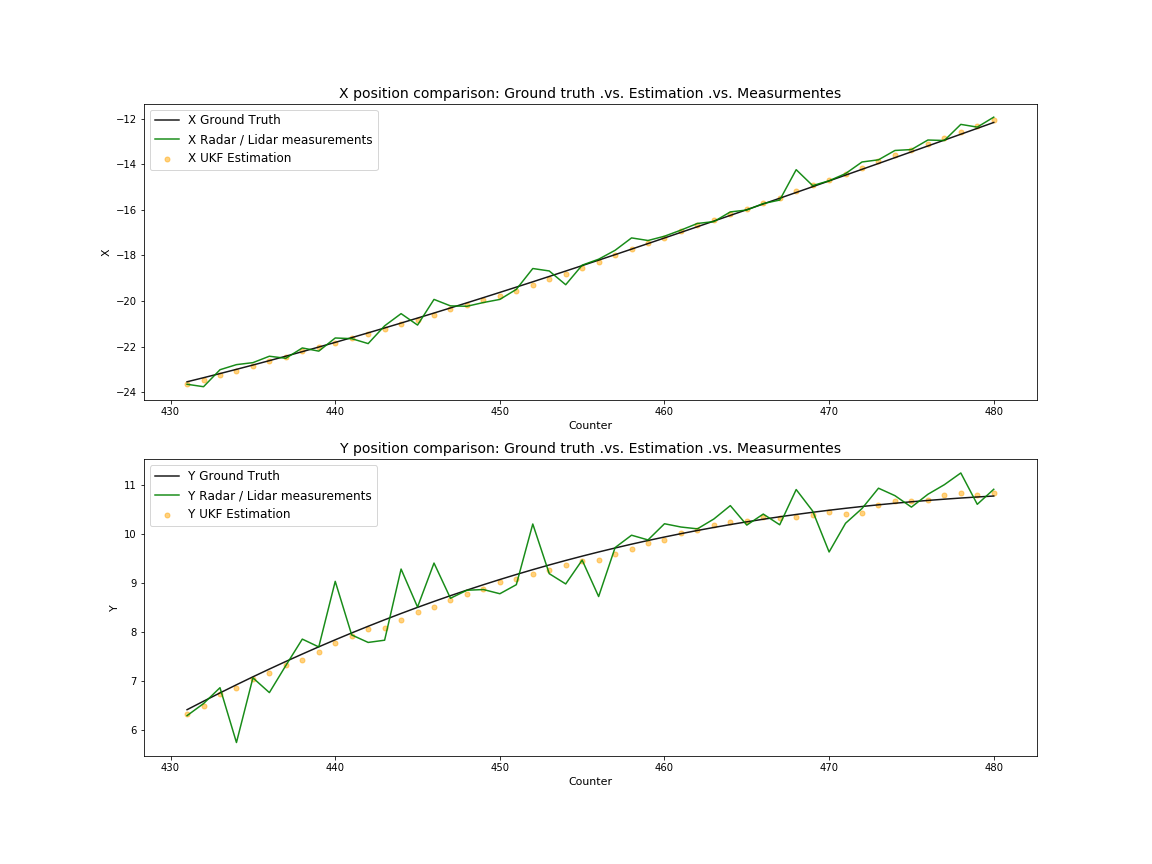 X position comparison: Ground truth .vs. Estimation .vs. Measurmentes
X Ground Truth
X Radar / Lidar measurements
X UKF Estimation
X
−12
−14
−16
−18
−20
−22
−24
430 440 450 460 470 480
Counter
Y position comparison: Ground truth .vs. Estimation .vs. Measurmentes
Y Ground Truth
Y Radar / Lidar measurements
Y UKF Estimation
Y
11
10
9
8
7
6
430 440 450 460 470 480
Counter